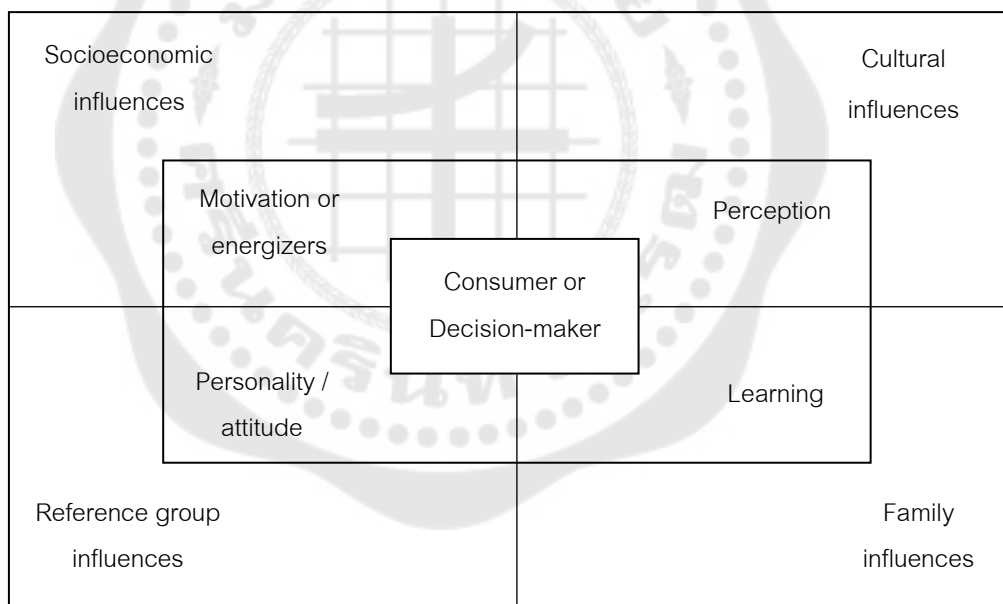 Socioeconomic
influences
Cultural
influences
Motivation or
energizers
Perception
Consumer or
Decision-maker
Personality /
attitude
Learning
Reference group
influences
Family
influences